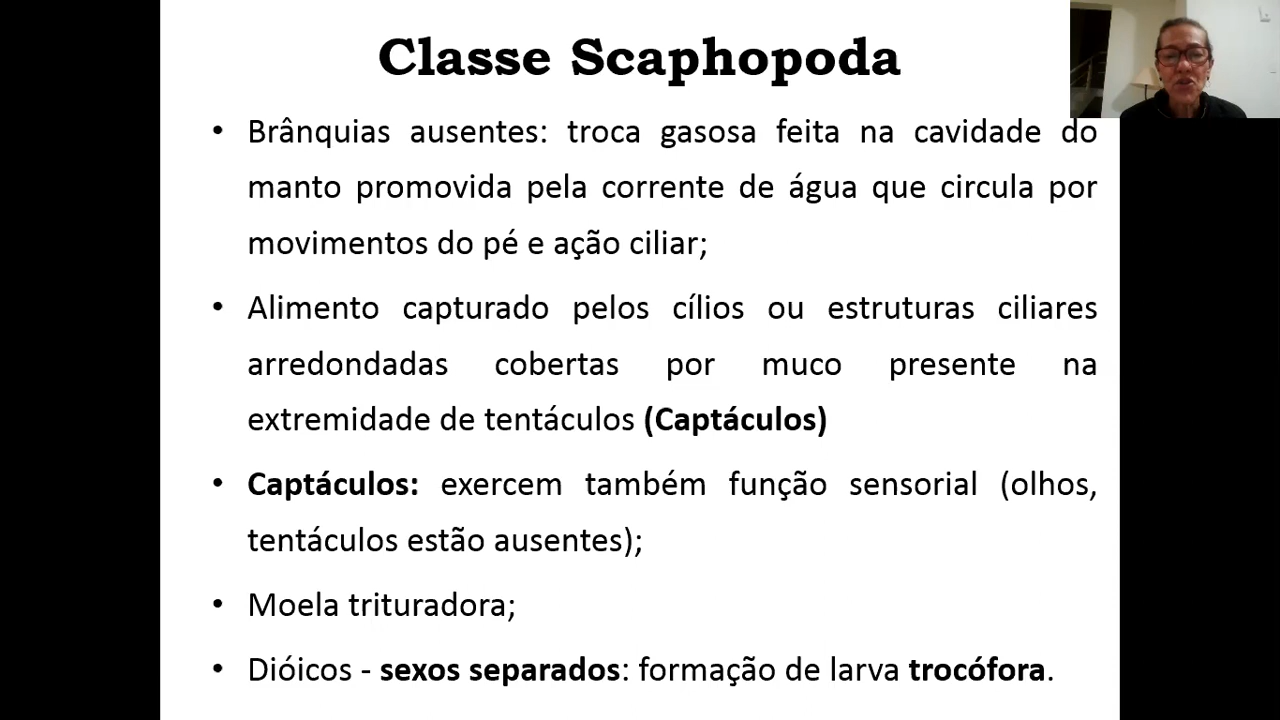 Classe Scaphopoda
• Brânquias ausentes: troca gasosa feita na cavidade do
manto promovida pela corrente de água que circula por
movimentos do pé e ação ciliar;
• Alimento capturado pelos cílios ou estruturas ciliares
arredondadas cobertas por muco presente na
extremidade de tentáculos (Captáculos)
• Captáculos: exercem também função sensorial (olhos,
tentáculos estão ausentes);
• Moela trituradora;
• Dióicos - sexos separados: formação de larva trocófora.